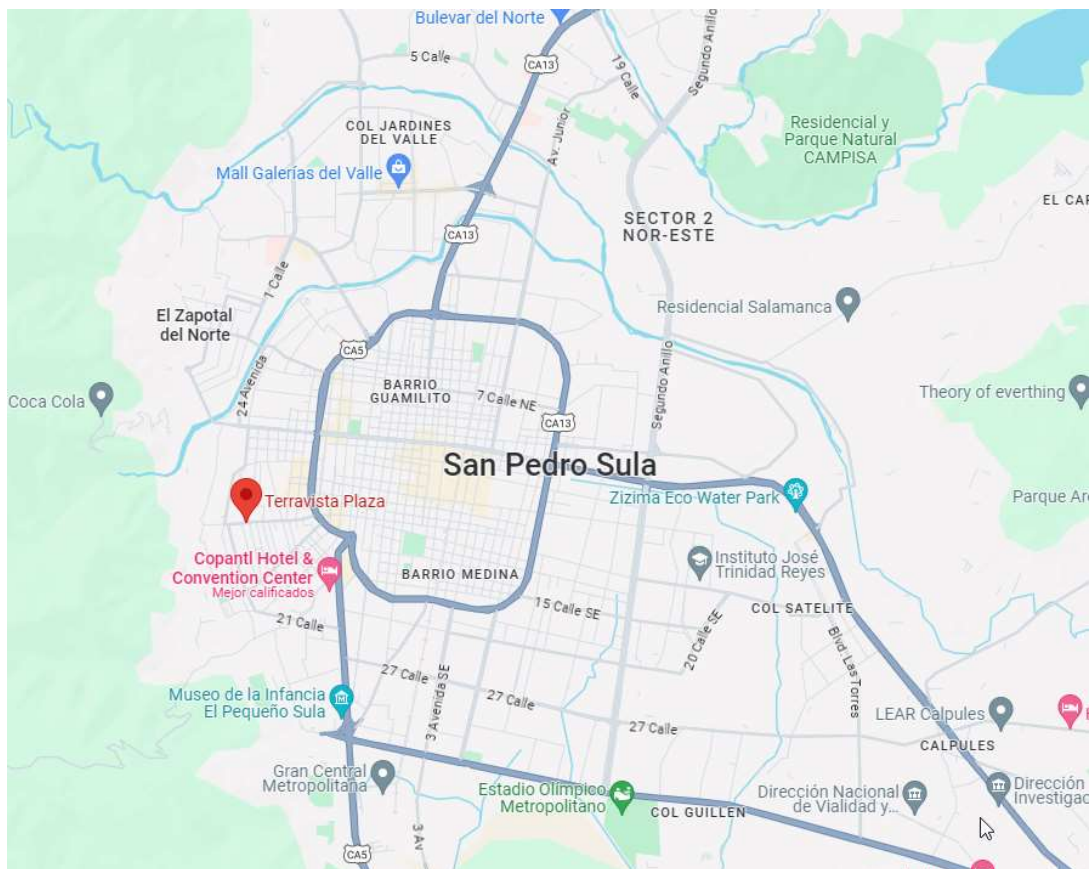 Bulevar del Norte
CA13
5 Calle
19 Calle
Segundo Anillo
COL JARDINES
DEL VALLE
Av. Junior
Residencial y
Parque Natural
CAMPISA
Mall Galerías del Valle
EL CAR
SECTOR 2
NOR-ESTE
CA13
1 Calle
El Zapotal
del Norte
Residencial Salamanca
CA5
24 Avenida
BARRIO
GUAMILITO
7 Calle NE
Segundo Anillo
Coca Cola
Theory of everthing
CA13
San Pedro Sula
Terravista Plaza
Zizima Eco Water Park
Parque Ar
Copantl Hotel &
Convention Center
Mejor calificados
BARRIO MEDINA
Instituto José
Trinidad Reyes
15 Calle SE
COL SATELITE
21 Calle
20 Calle SE
Blvd. Las Torres
27 Calle
3 Avenida SE
27 Calle
27 Calle
Museo de la Infancia
El Pequeño Sula
LEAR Calpules
CALPULES
Gran Central
Metropolitana
Estadio Olímpico
Metropolitano
COL GUILLEN
Dirección Nacional
de Vialidad y...
Dirección
Investigac
3 Av
CA5